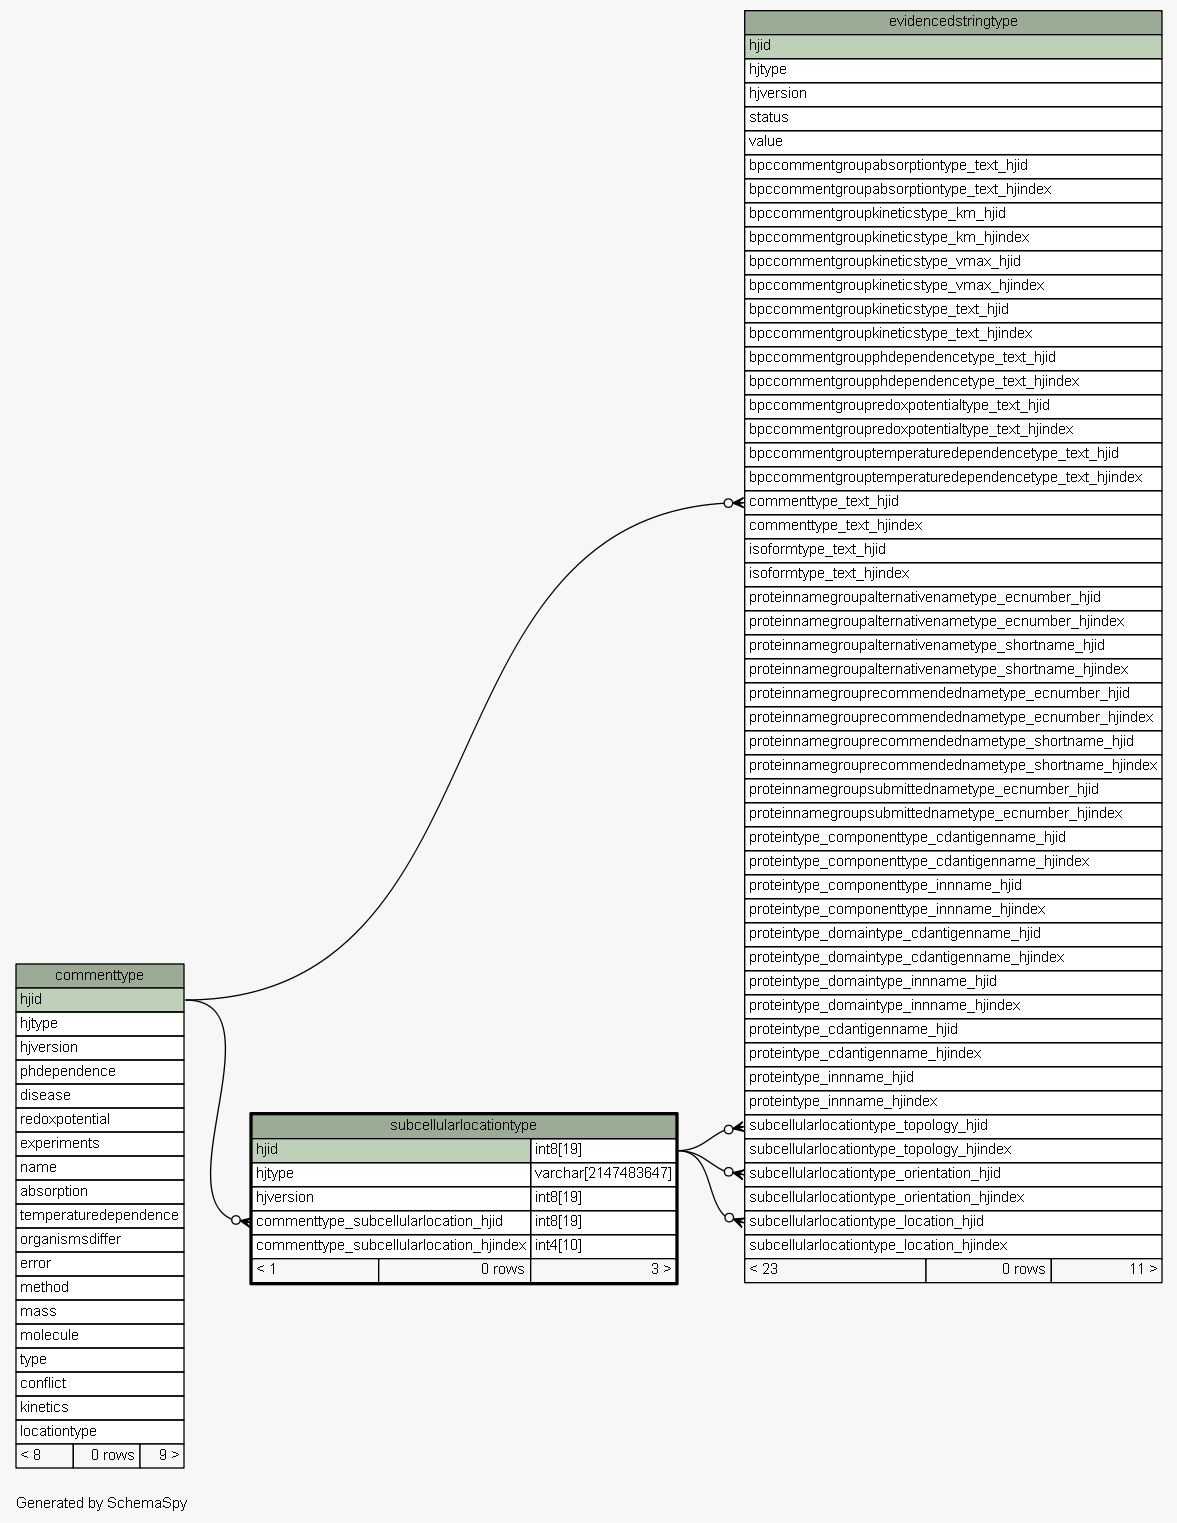 evidencedstringtype
hjid
hjtype
hjversion
status
value
bpccommentgroupabsorptiontype_text_hjid
bpccommentgroupabsorptiontype_text_hjindex
bpccommentgroupkineticstype_km_hjid
bpccommentgroupkineticstype_km_hjindex
bpccommentgroupkineticstype_vmax_hjid
bpccommentgroupkineticstype_vmax_hjindex
bpccommentgroupkineticstype_text_hjid
bpccommentgroupkineticstype_text_hjindex
bpccommentgroupphdependencetype_text_hjid
bpccommentgroupphdependencetype_text_hjindex
bpccommentgroupredoxpotentialtype_text_hjid
bpccommentgroupredoxpotentialtype_text_hjindex
bpccommentgrouptemperaturedependencetype_text_hjid
bpccommentgrouptemperaturedependencetype_text_hjindex
commenttype_text_hjid
commenttype_text_hjindex
isoformtype_text_hjid
isoformtype_text_hjindex
proteinnamegroupalternativenametype_ecnumber_hjid
proteinnamegroupalternativenametype_ecnumber_hjindex
proteinnamegroupalternativenametype_shortname_hjid
proteinnamegroupalternativenametype_shortname_hjindex
proteinnamegrouprecommendednametype_ecnumber_hjid
proteinnamegrouprecommendednametype_ecnumber_hjindex
proteinnamegrouprecommendednametype_shortname_hjid
proteinnamegrouprecommendednametype_shortname_hjindex
proteinnamegroupsubmittednametype_ecnumber_hjid
proteinnamegroupsubmittednametype_ecnumber_hjindex
proteintype_componenttype_cdantigenname_hjid
proteintype_componenttype_cdantigenname_hjindex
proteintype_componenttype_innname_hjid
proteintype_componenttype_innname_hjindex
proteintype_domaintype_cdantigenname_hjid
proteintype_domaintype_cdantigenname_hjindex
proteintype_domaintype_innname_hjid
proteintype_domaintype_innname_hjindex
proteintype_cdantigenname_hjid
proteintype_cdantigenname_hjindex
proteintype_innname_hjid
proteintype_innname_hjindex
subcellularlocationtype_topology_hjid
subcellularlocationtype_topology_hjindex
subcellularlocationtype_orientation_hjid
subcellularlocationtype_orientation_hjindex
subcellularlocationtype_location_hjid
subcellularlocationtype_location_hjindex
< 23 0 rows 11 >
commenttype
hjid
hjtype
hjversion
phdependence
disease
redoxpotential
experiments
name
absorption
temperaturedependence
organismsdiffer
error
method
mass
molecule
type
conflict
kinetics
locationtype
< 8 0 rows 9 >
subcellularlocationtype
hjid int8[19]
hjtype varchar[2147483647]
hjversion int8[19]
commenttype_subcellularlocation_hjid int8[19]
commenttype_subcellularlocation_hjindex int4[10]
< 1 0 rows 3 >
Generated by SchemaSpy